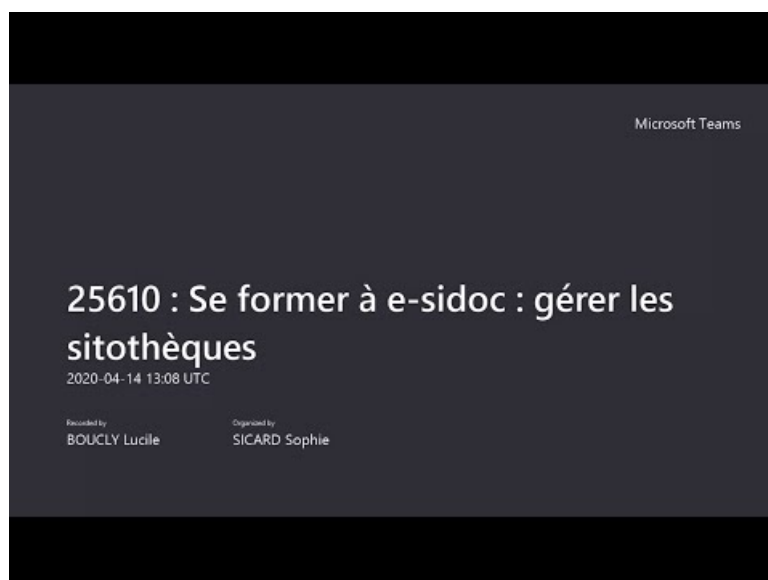 Microsoft Teams
25610 : Se former à e-sidoc : gérer les
sitothèques
2020-04-14 13:08 UTC
Recorded by Organized by
BOUCLY Lucile SICARD Sophie